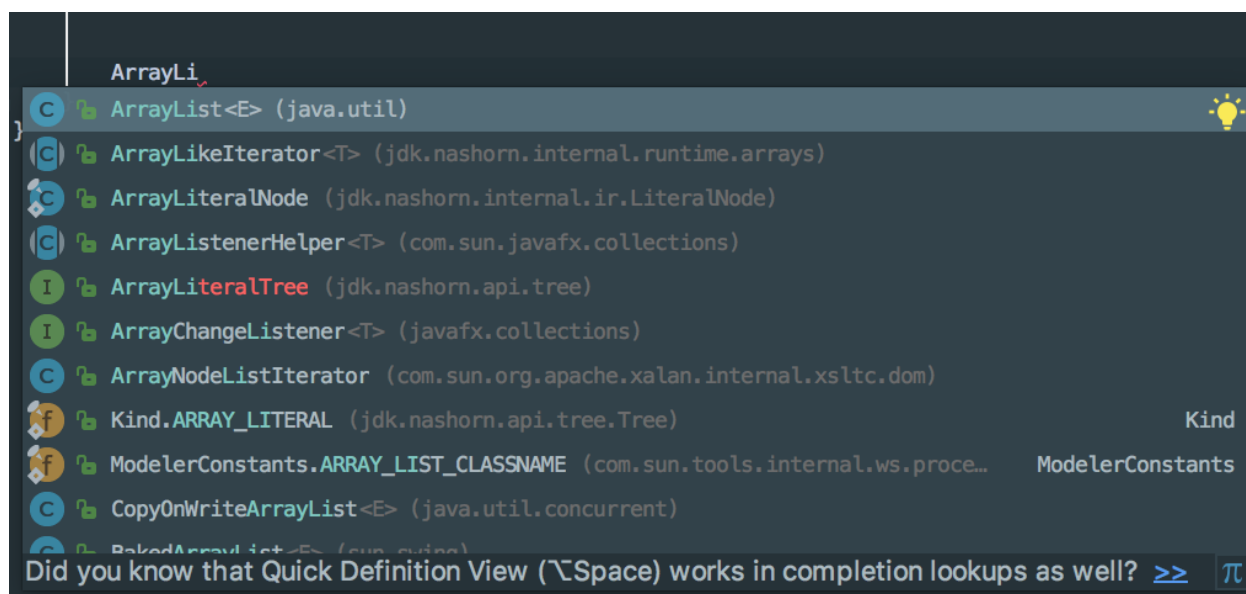 ArrayLi
ArrayList<E> (java.util)
}
ArrayLikeIterator<T> (jdk.nashorn.internal.runtime.arrays)
ArrayLiteralNode (jdk.nashorn.internal.ir.LiteralNode)
ArrayListenerHelper<T> (com.sun.javafx.collections)
ArrayLiteralTree (jdk.nashorn.api.tree)
ArrayChangeListener<T> (javafx.collections)
ArrayNodeListIterator (com.sun.org.apache.xalan.internal.xsltc.dom)
Kind.ARRAY_LITERAL (jdk.nashorn.api.tree.Tree) Kind
ModelerConstants.ARRAY_LIST_CLASSNAME (com.sun.tools.internal.ws.proce… ModelerConstants
CopyOnWriteArrayList<E> (java.util.concurrent)
BakedArrayList<E> (sun.swing)
Did you know that Quick Definition View (⌥Space) works in completion lookups as well? >> π